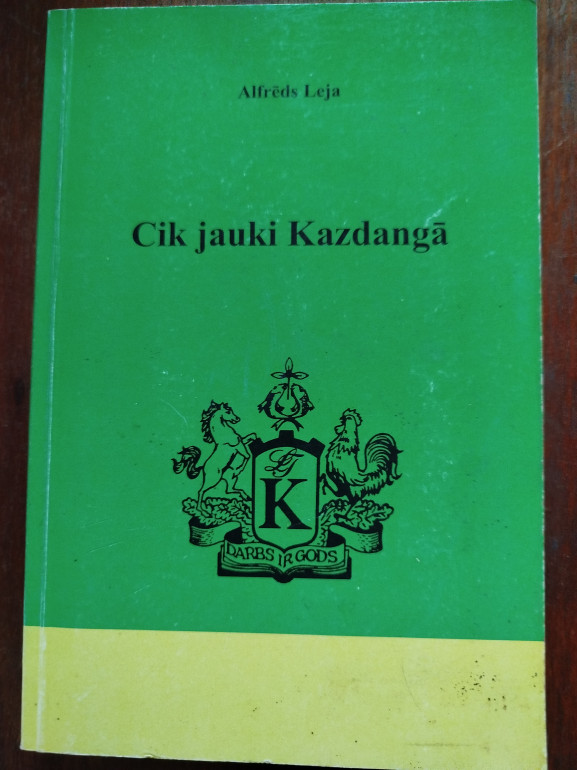 Alfrēds Leja
Cik jauki Kazdangā
K
DARBS IR GODS